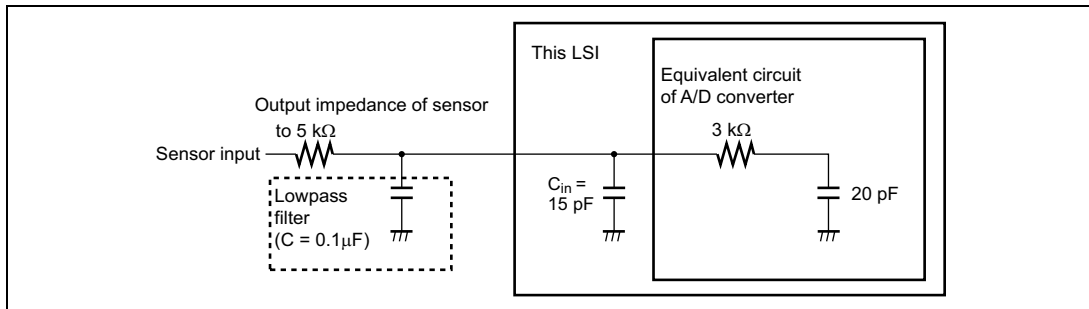 This LSI
Equivalent circuit
of A/D converter
Output impedance of sensor
to 5 kΩ
3 kΩ
Sensor input
Lowpass
filter
(C = 0.1μF)
Cin =
15 pF
20 pF